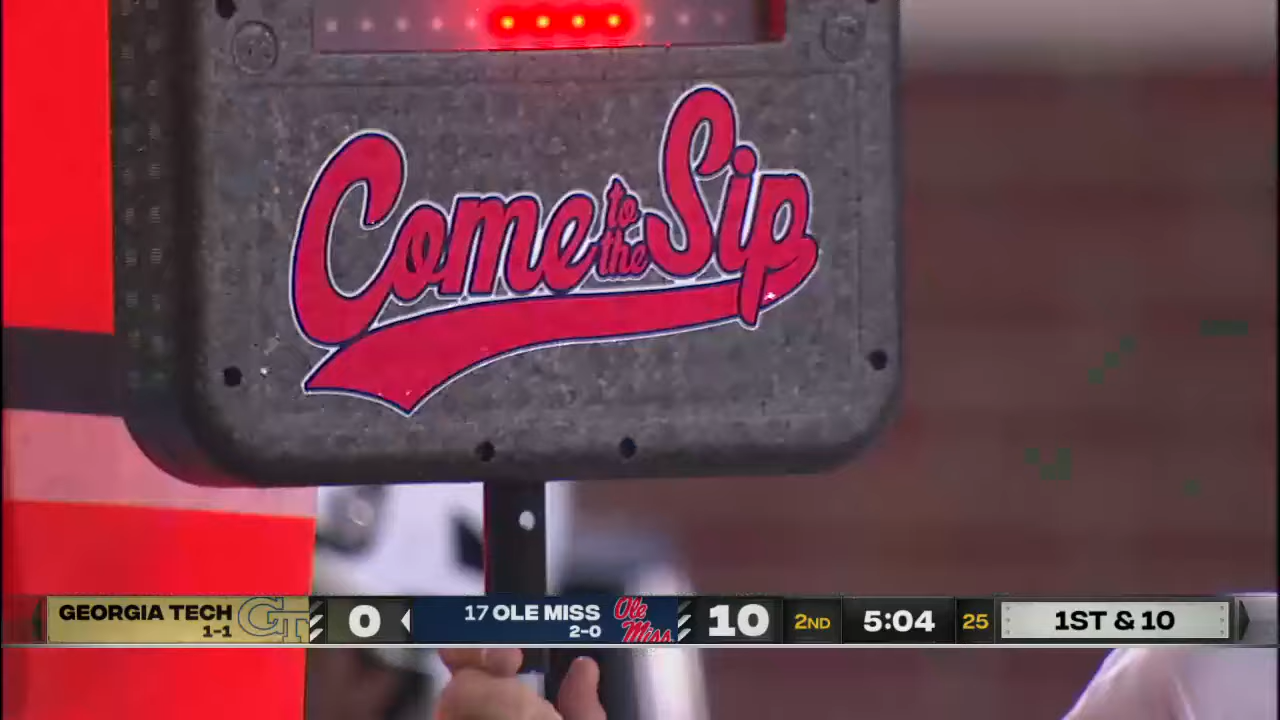 Come to the Sip
GEORGIA TECH
1-1
GT
0
17 OLE MISS
2-0
Ole Miss
10
2ND
5:04
25
1ST & 10